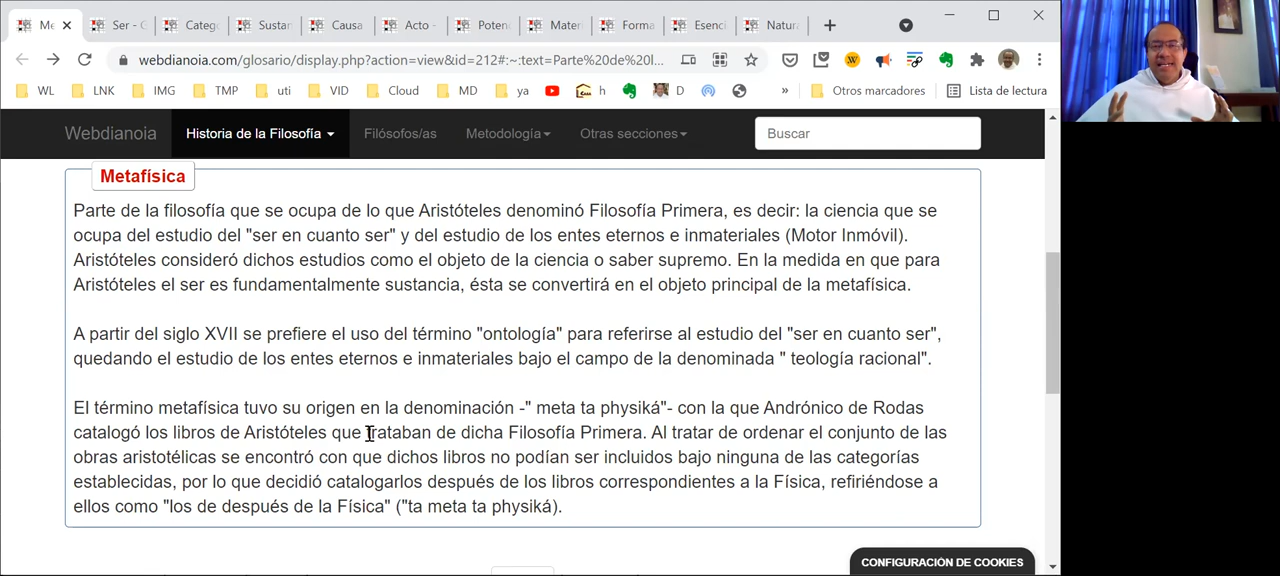 Me
Ser - G
Catego
Sustan
Causa
Acto -
Poten
Mater
Forma
Esenci
Natura
webdianoia.com/glosario/display.php?action=view&id=212#:~:text=Parte%20de%20l...
WL
LNK
IMG
TMP
uti
VID
Cloud
MD
ya
h
D
»
Otros marcadores
Lista de lectura
Webdianoia
Historia de la Filosofía
Filósofos/as
Metodología
Otras secciones
Buscar
Metafísica
Parte de la filosofía que se ocupa de lo que Aristóteles denominó Filosofía Primera, es decir: la ciencia que se
ocupa del estudio del "ser en cuanto ser" y del estudio de los entes eternos e inmateriales (Motor Inmóvil).
Aristóteles consideró dichos estudios como el objeto de la ciencia o saber supremo. En la medida en que para
Aristóteles el ser es fundamentalmente sustancia, ésta se convertirá en el objeto principal de la metafísica.
A partir del siglo XVII se prefiere el uso del término "ontología" para referirse al estudio del "ser en cuanto ser",
quedando el estudio de los entes eternos e inmateriales bajo el campo de la denominada " teología racional".
El término metafísica tuvo su origen en la denominación -" meta ta physiká"- con la que Andrónico de Rodas
catalogó los libros de Aristóteles que trataban de dicha Filosofía Primera. Al tratar de ordenar el conjunto de las
obras aristotélicas se encontró con que dichos libros no podían ser incluidos bajo ninguna de las categorías
establecidas, por lo que decidió catalogarlos después de los libros correspondientes a la Física, refiriéndose a
ellos como "los de después de la Física" ("ta meta ta physiká).
CONFIGURACIÓN DE COOKIES